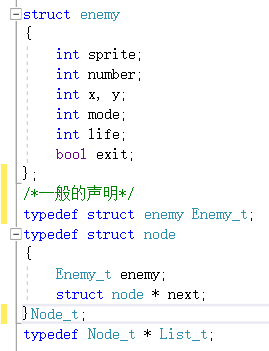 struct enemy
{
int sprite;
int number;
int x, y;
int mode;
int life;
bool exit;
};
/*一般的声明*/
typedef struct enemy Enemy_t;
typedef struct node
{
Enemy_t enemy;
struct node * next;
}Node_t;
typedef Node_t * List_t;